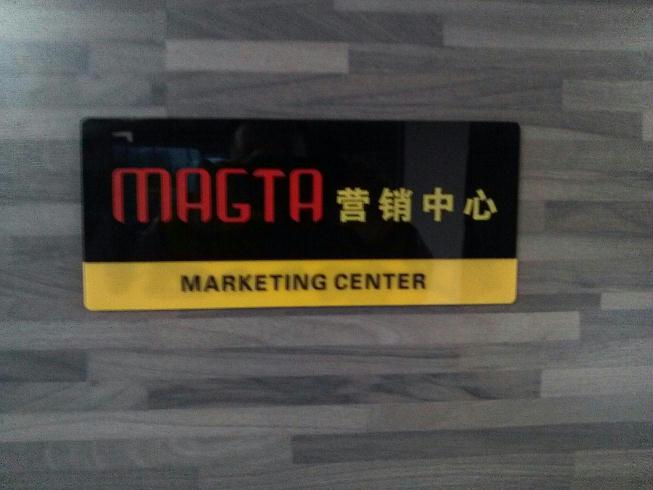 MAGTA 营销中心
MARKETING CENTER